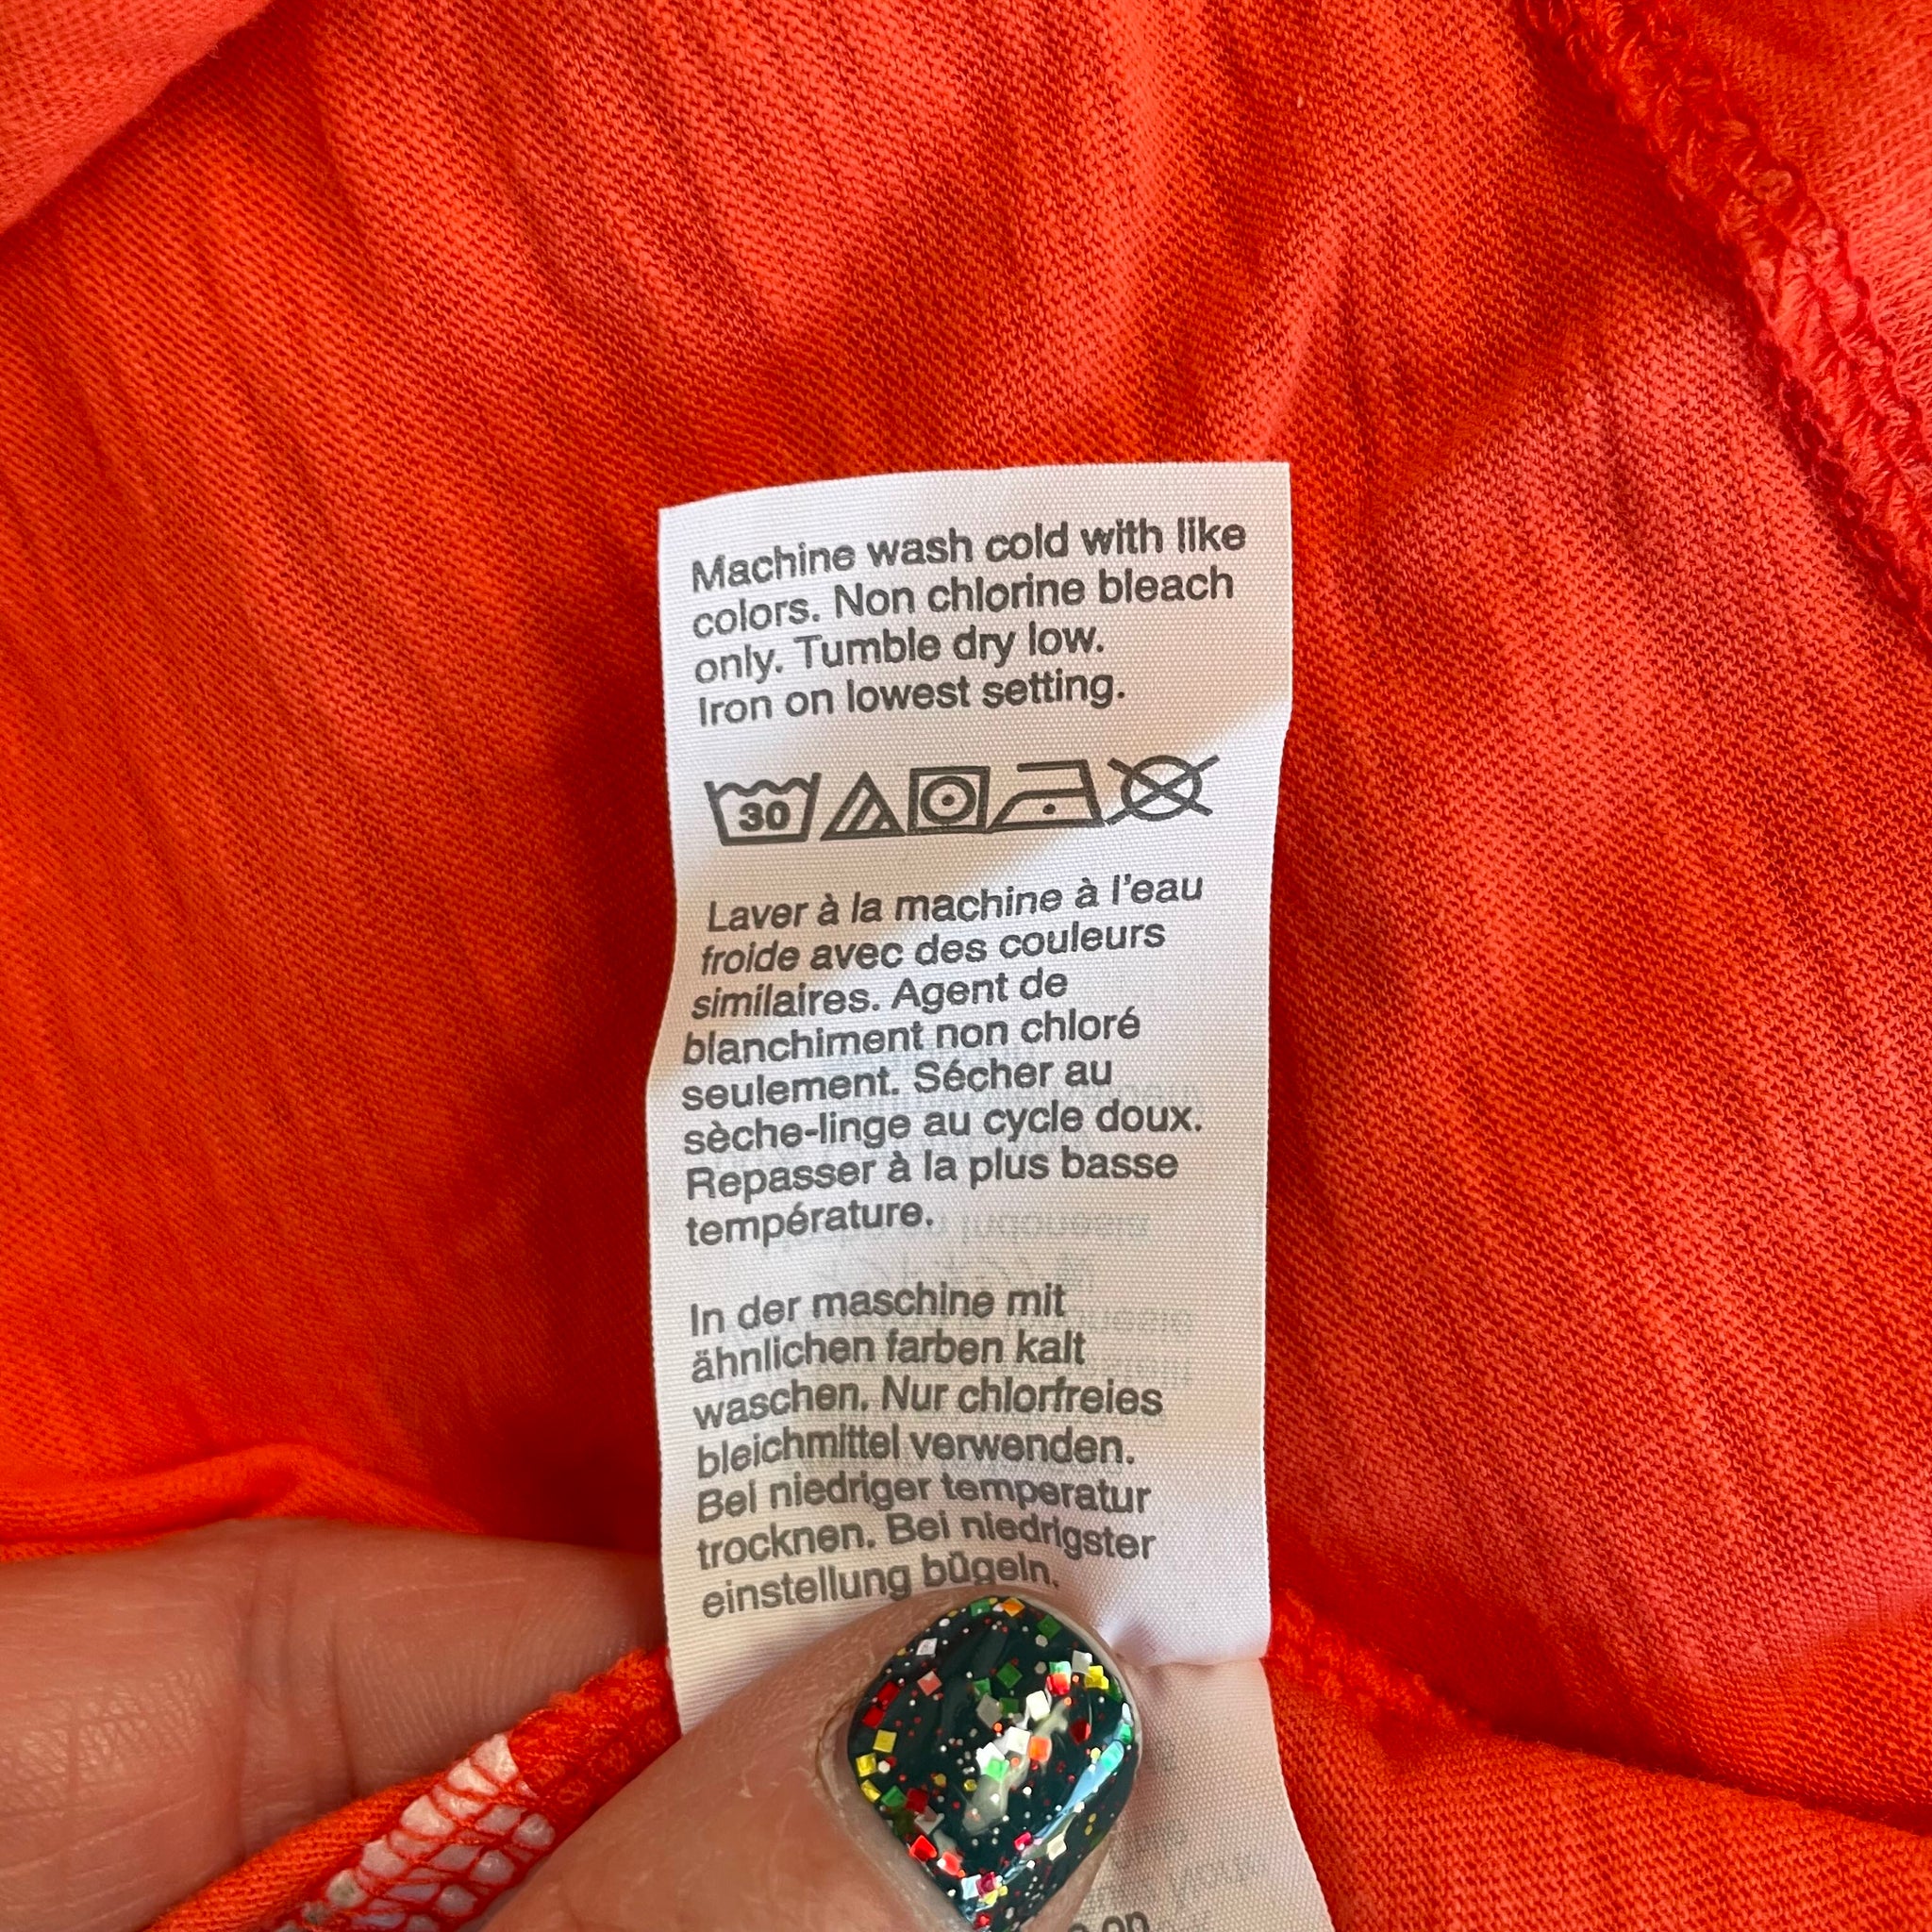 Machine wash cold with like
colors. Non chlorine bleach
only. Tumble dry low.
Iron on lowest setting.
30
Laver à la machine à l'eau
froide avec des couleurs
similaires. Agent de
blanchiment non chloré
seulement. Sécher au
sèche-linge au cycle doux.
Repasser à la plus basse
température.
In der maschine mit
ähnlichen farben kalt
waschen. Nur chlorfreies
bleichmittel verwenden.
Bei niedriger temperatur
trocknen. Bei niedrigster
einstellung bügeln.